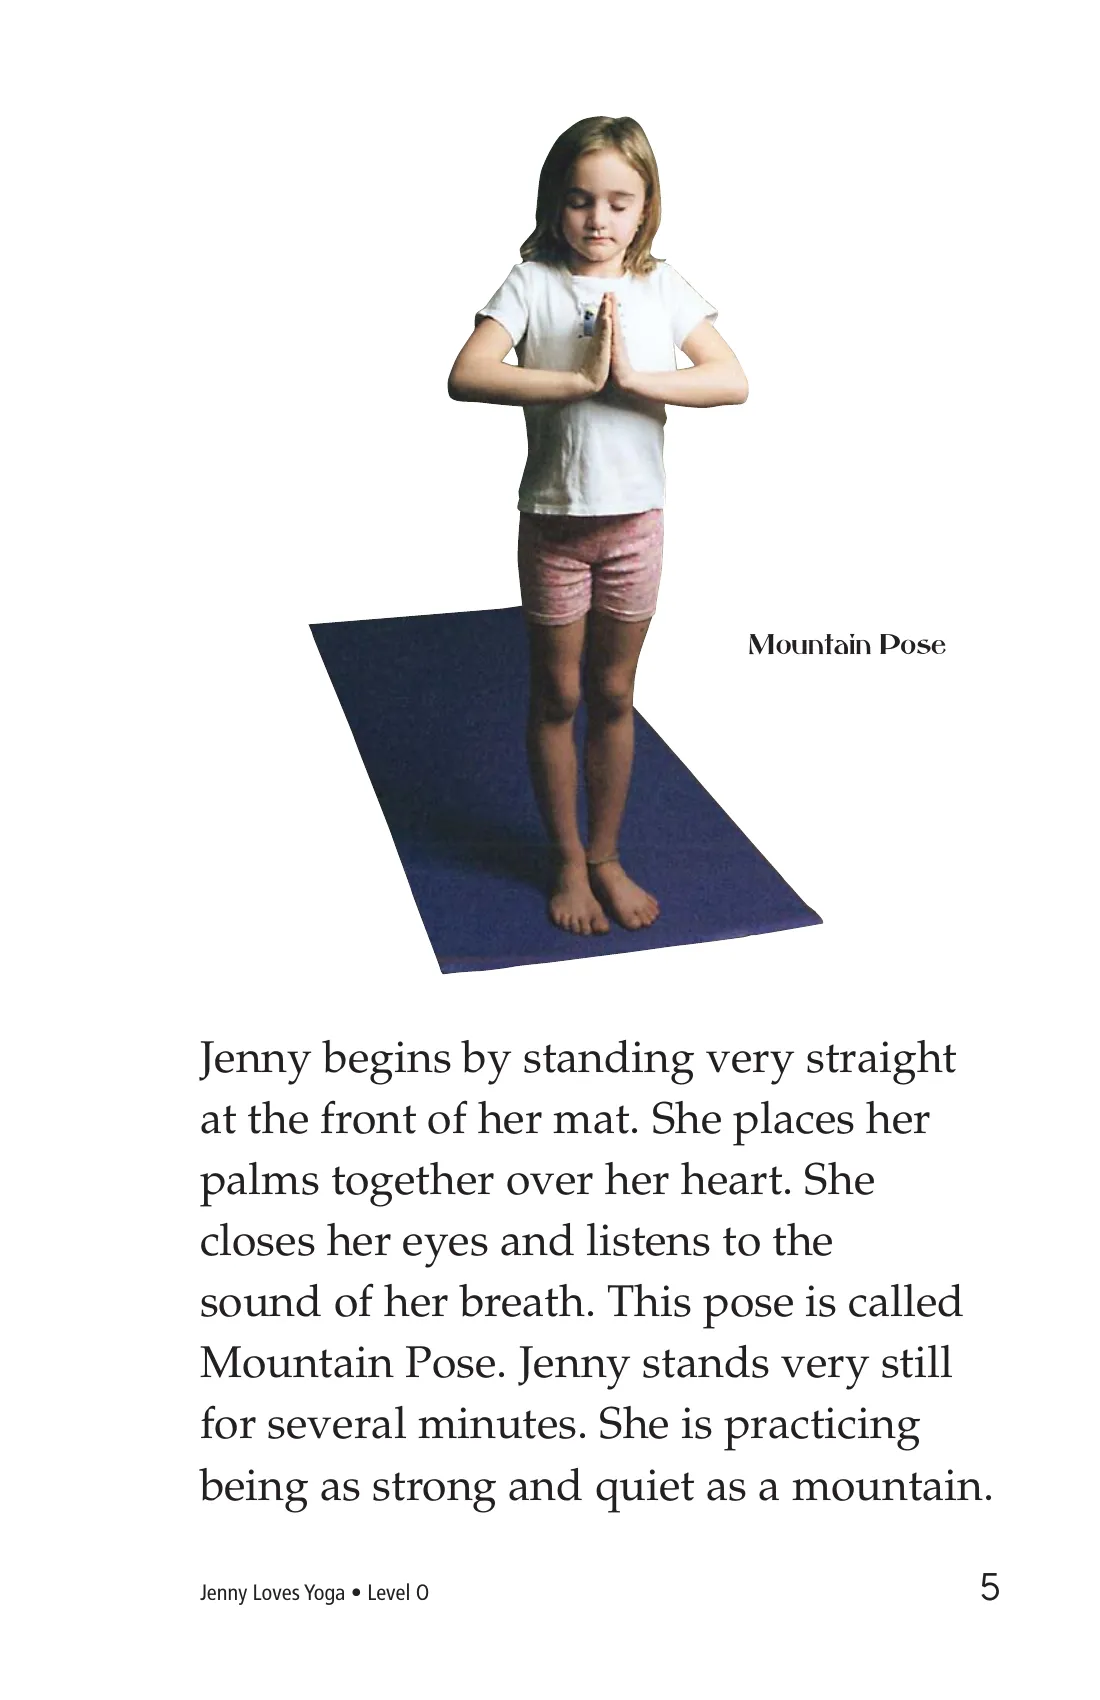 Mountain Pose
Jenny begins by standing very straight
at the front of her mat. She places her
palms together over her heart. She
closes her eyes and listens to the
sound of her breath. This pose is called
Mountain Pose. Jenny stands very still
for several minutes. She is practicing
being as strong and quiet as a mountain.
Jenny Loves Yoga • Level O
5